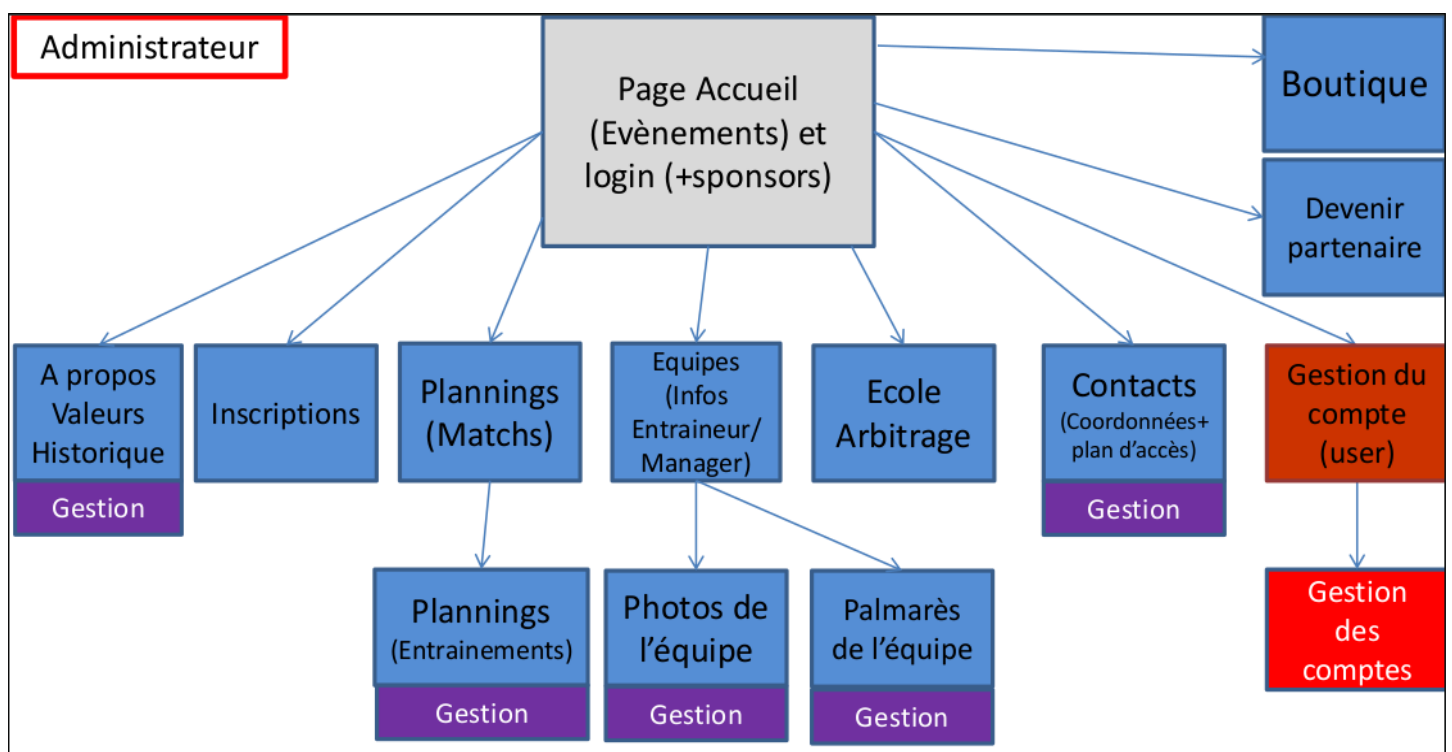 Administrateur
Page Accueil
(Evènements) et
login (+sponsors)
Boutique
Devenir
partenaire
A propos
Valeurs
Historique
Gestion
Inscriptions
Plannings
(Matchs)
Equipes
(Infos
Entraineur/
Manager)
Ecole
Arbitrage
Contacts
(Coordonnées+
plan d'accès)
Gestion
Gestion du
compte
(user)
Plannings
(Entrainements)
Gestion
Photos de
l'équipe
Gestion
Palmarès
de l'équipe
Gestion
Gestion
des
comptes